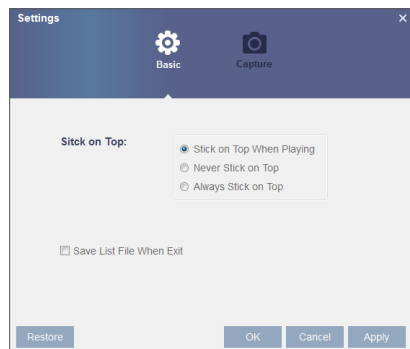 Settings
Basic
Capture
Sitck on Top:
Stick on Top When Playing
Never Stick on Top
Always Stick on Top
Save List File When Exit
Restore
OK
Cancel
Apply